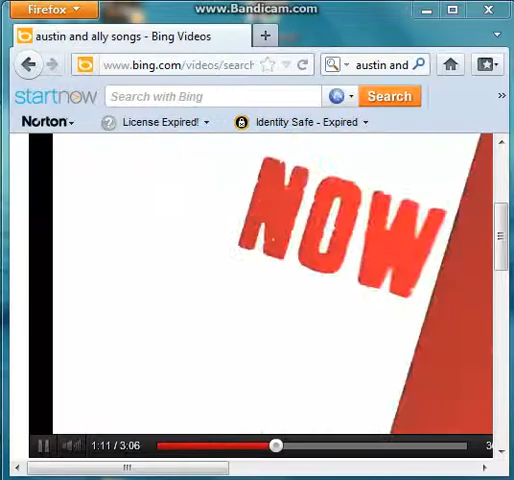 www.Bandicam.com
Firefox
austin and ally songs - Bing Videos
www.bing.com/videos/search
austin and
startnow
Search with Bing
Search
Norton
License Expired!
Identity Safe - Expired
NOW
1:11 / 3:06